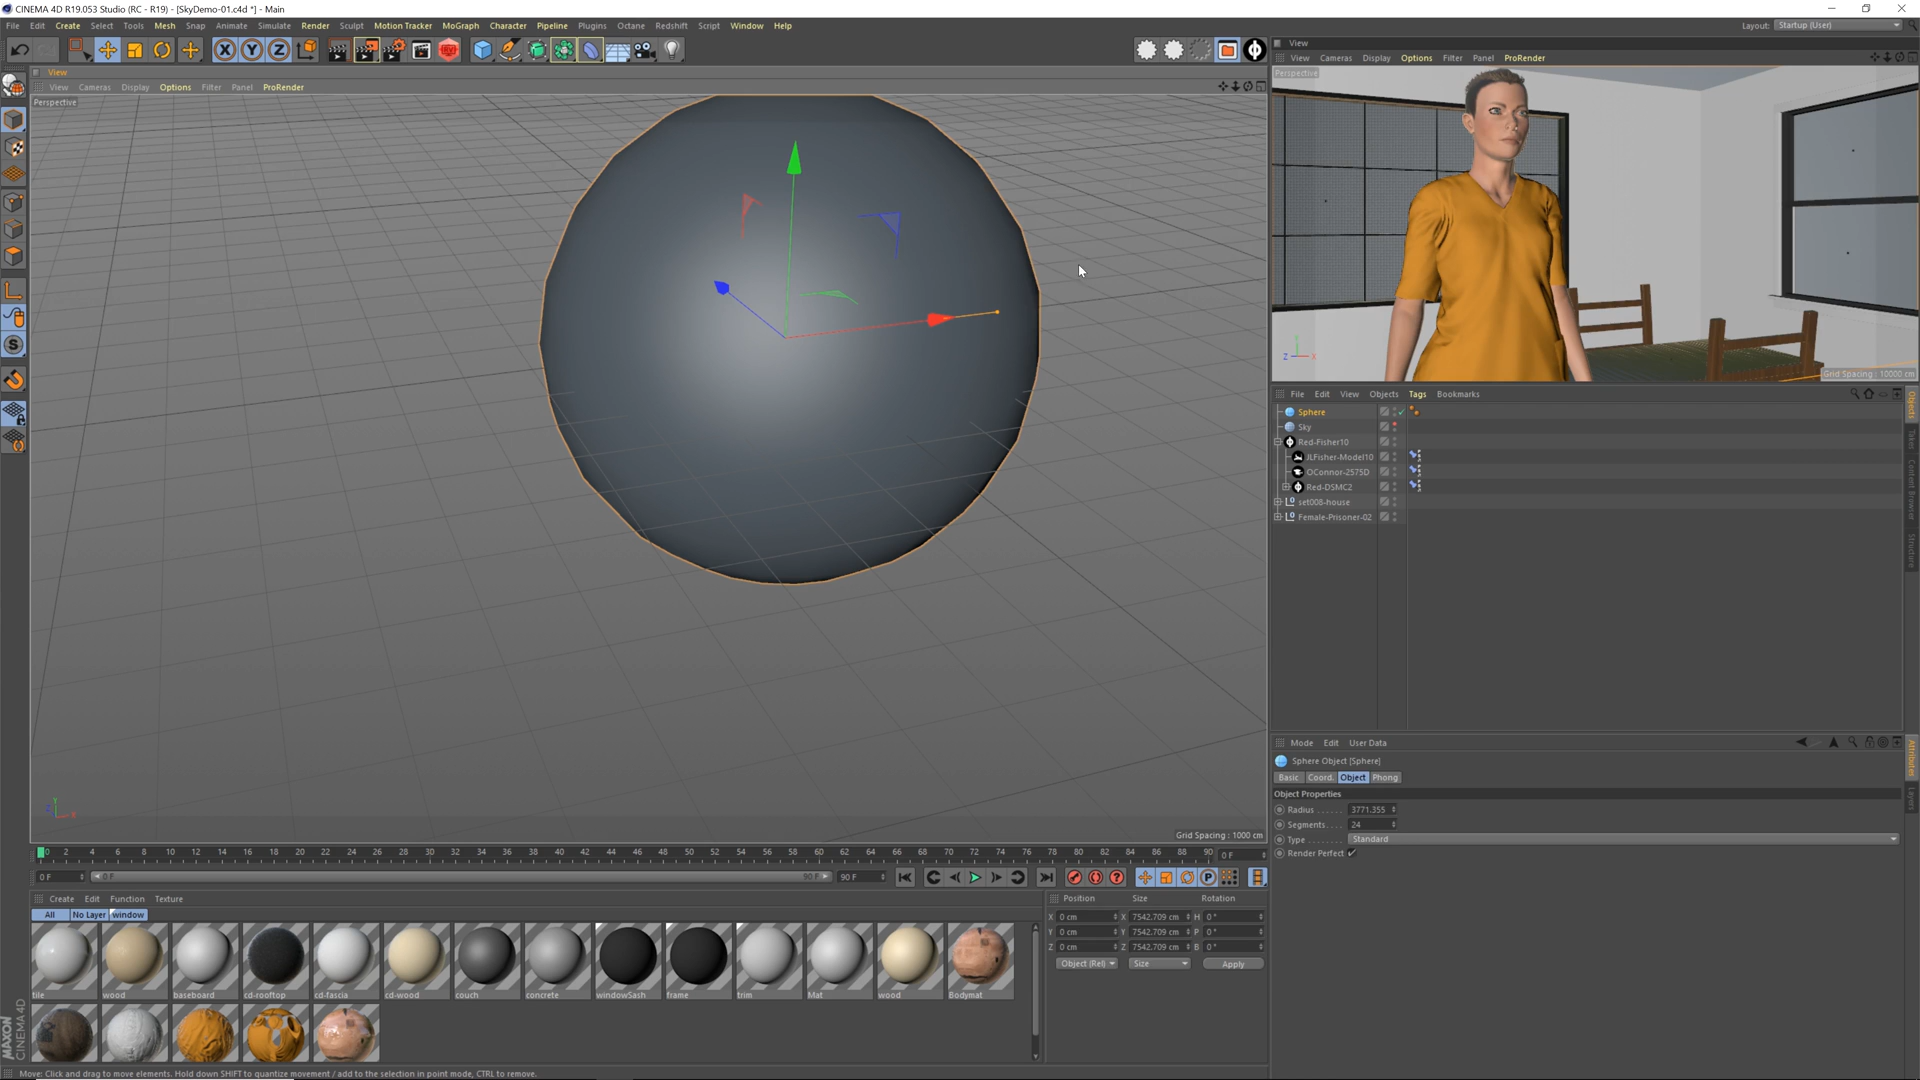 CINEMA 4D R19.053 Studio (RC - R19) - [SkyDemo-01.c4d *] - Main
File Edit Create Select Tools Mesh Snap Animate Simulate Render Sculpt Motion Tracker MoGraph Character Pipeline Plugins Octane Redshift Script Window Help
Layout: Startup (User)
View
View Cameras Display Options Filter Panel ProRender
Perspective
X Y Z
Grid Spacing : 1000 cm
View
View Cameras Display Options Filter Panel ProRender
Perspective
Grid Spacing : 10000 cm
File Edit View Objects Tags Bookmarks
Sphere
Sky
Red-Fisher10
JLFisher-Model10
OConnor-2575D
Red-DSMC2
set008-house
Female-Prisoner-02
Objects
Takes
Content Browser
Structure
Mode Edit User Data
Sphere Object [Sphere]
Basic Coord. Object Phong
Object Properties
Radius . . . . . . 3771.355
Segments. . . . 24
Type . . . . . . . . Standard
Render Perfect
Attributes
Layers
0 2 4 6 8 10 12 14 16 18 20 22 24 26 28 30 32 34 36 38 40 42 44 46 48 50 52 54 56 58 60 62 64 66 68 70 72 74 76 78 80 82 84 86 88 90 0 F
0 F 0 F 90 F 90 F
Create Edit Function Texture
All No Layer window
tile wood baseboard cd-rooftop cd-fascia cd-wood couch concrete windowSash frame trim Mat wood Bodymat
Position Size Rotation
X 0 cm X 7542.709 cm H 0 °
Y 0 cm Y 7542.709 cm P 0 °
Z 0 cm Z 7542.709 cm B 0 °
Object (Rel) Size Apply
MAXON CINEMA 4D
Move: Click and drag to move elements. Hold down SHIFT to quantize movement / add to the selection in point mode, CTRL to remove.